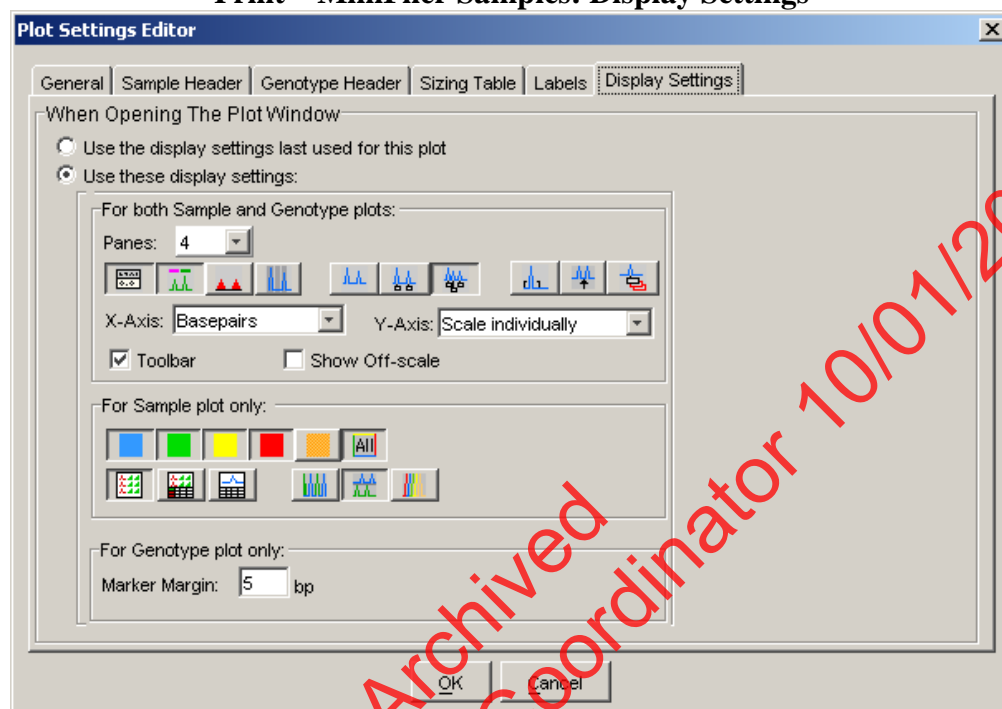 Print – MiniFiler Samples: Display Settings
Plot Settings Editor
General Sample Header Genotype Header Sizing Table Labels Display Settings
When Opening The Plot Window
Use the display settings last used for this plot
Use these display settings:
For both Sample and Genotype plots:
Panes: 4
X-Axis: Basepairs Y-Axis: Scale individually
Toolbar Show Off-scale
For Sample plot only:
All
For Genotype plot only:
Marker Margin: 5 bp
OK Cancel
Archived
Coordinator 10/01/20